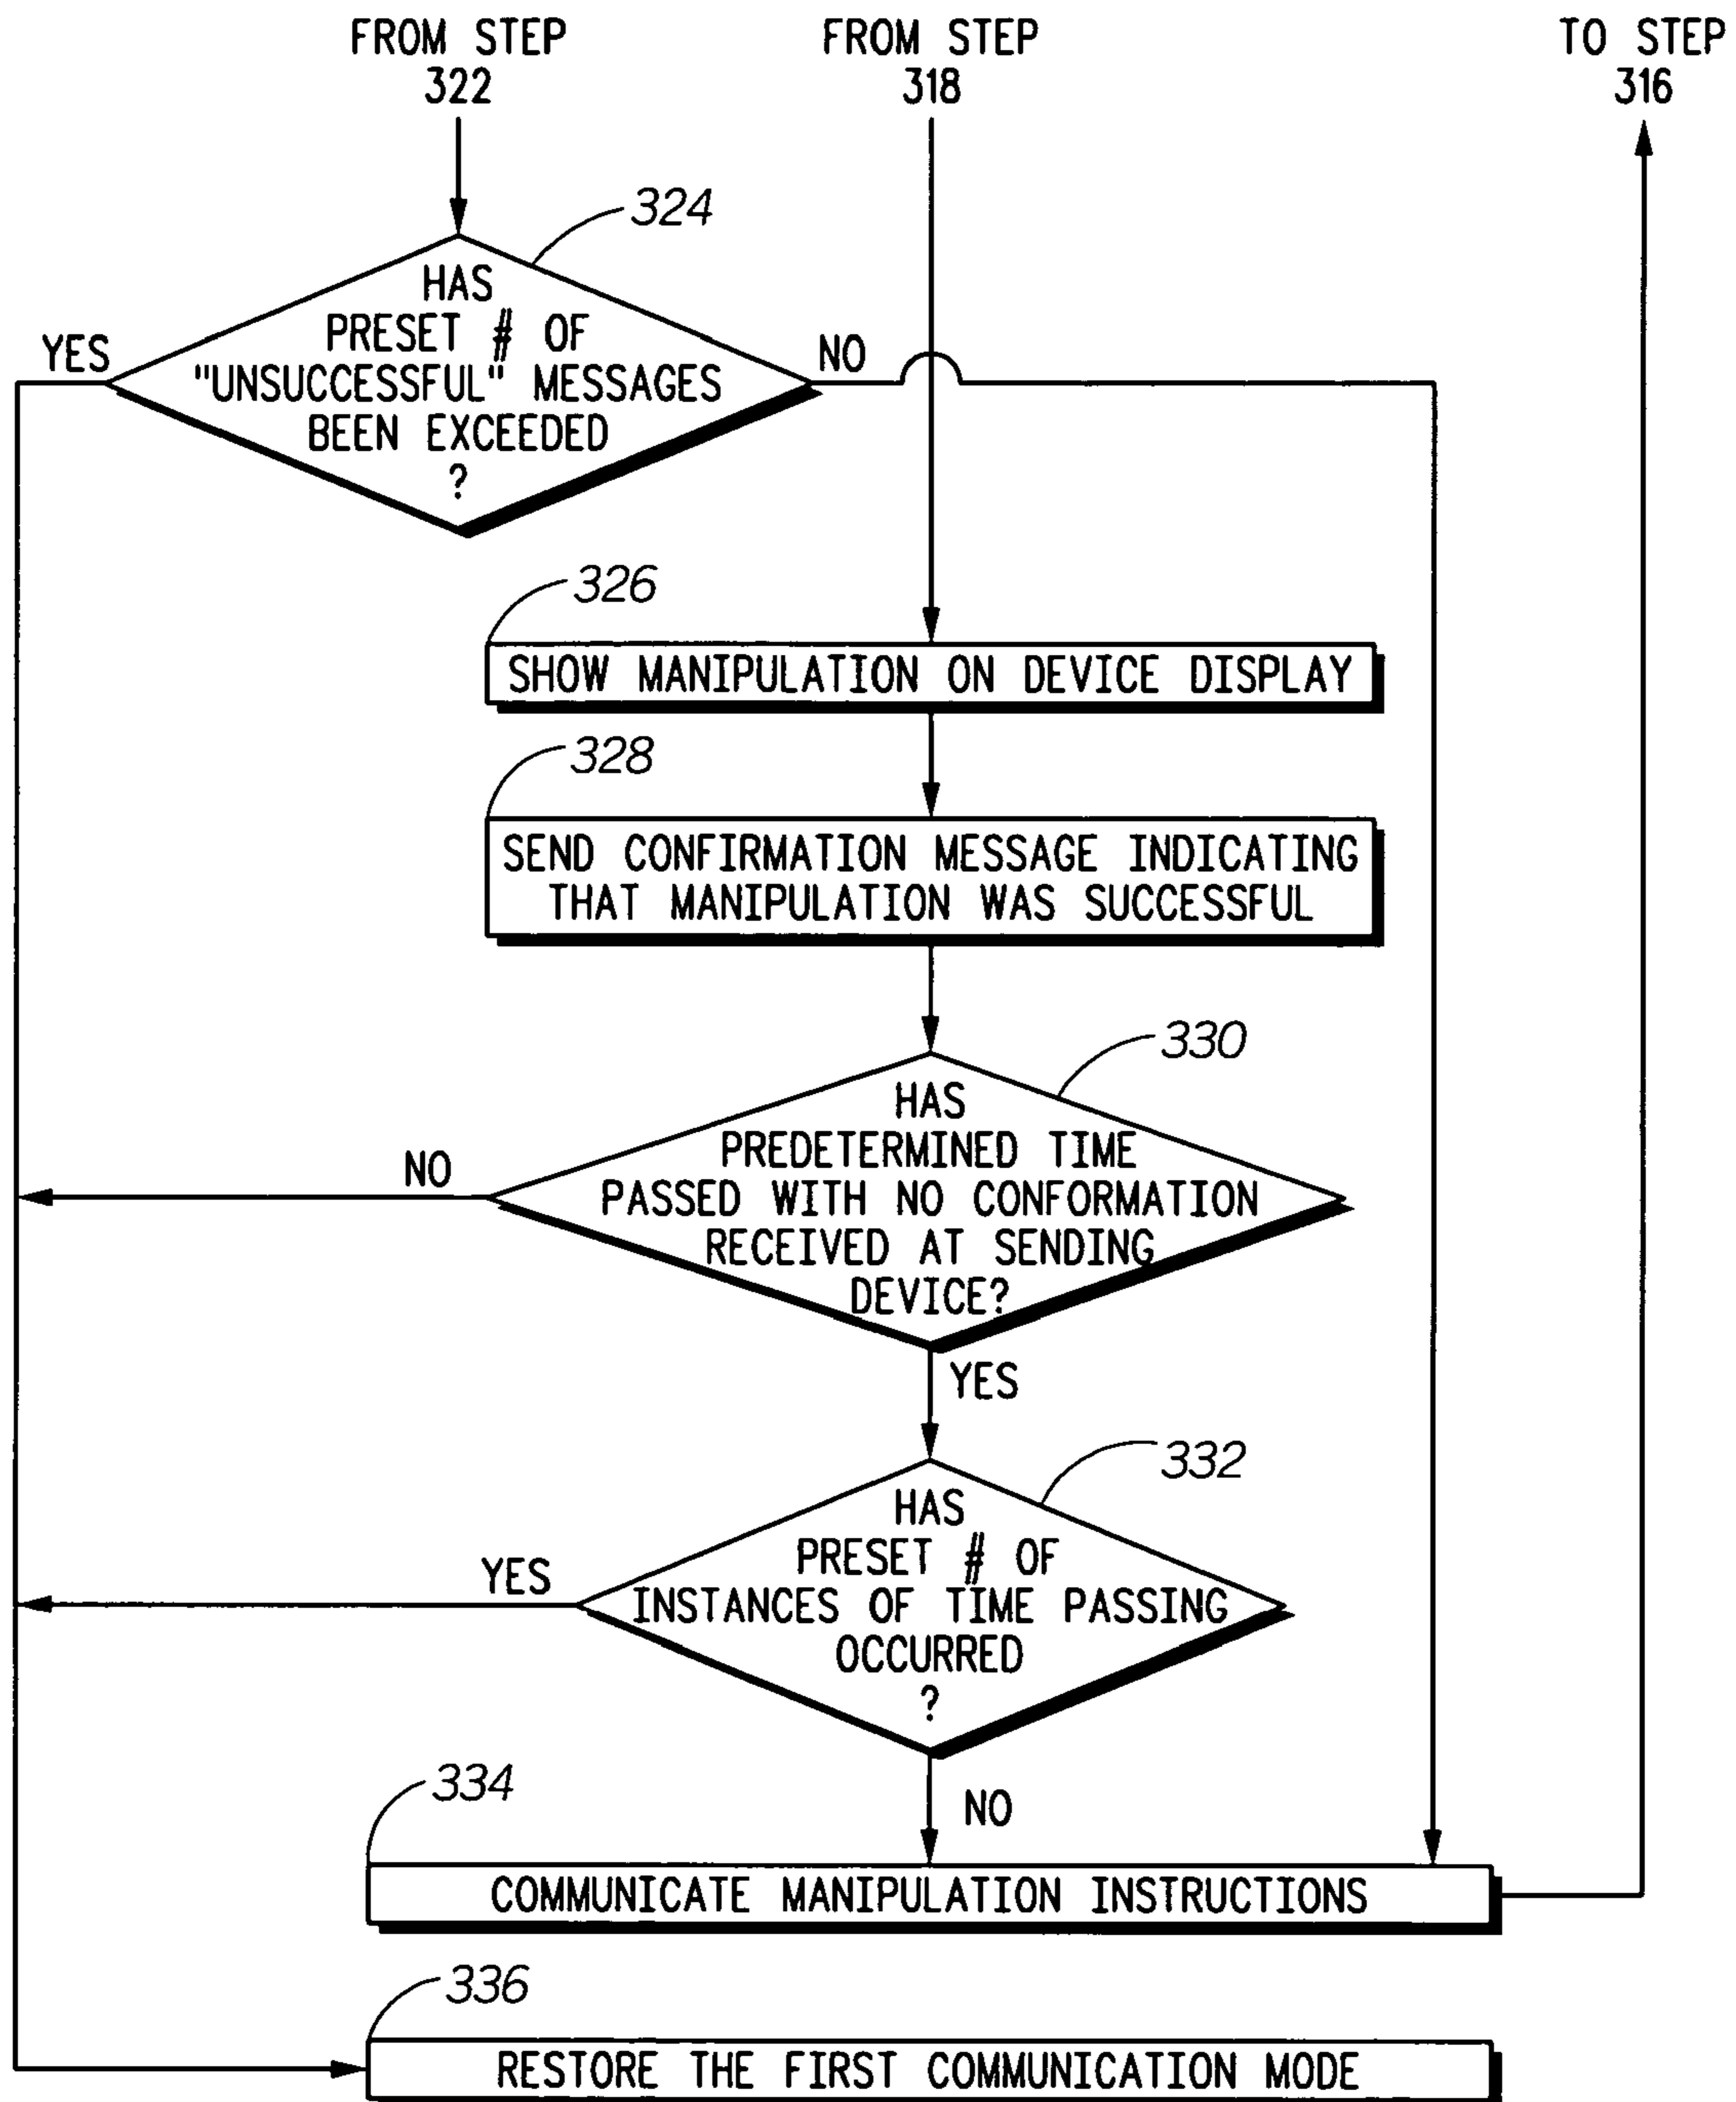 FROM STEP
322
FROM STEP
318
TO STEP
316
324
HAS
PRESET # OF
"UNSUCCESSFUL" MESSAGES
BEEN EXCEEDED
?
YES
NO
326
SHOW MANIPULATION ON DEVICE DISPLAY
328
SEND CONFIRMATION MESSAGE INDICATING
THAT MANIPULATION WAS SUCCESSFUL
330
HAS
PREDETERMINED TIME
PASSED WITH NO CONFORMATION
RECEIVED AT SENDING
DEVICE?
NO
YES
332
HAS
PRESET # OF
INSTANCES OF TIME PASSING
OCCURRED
?
YES
NO
334
COMMUNICATE MANIPULATION INSTRUCTIONS
336
RESTORE THE FIRST COMMUNICATION MODE